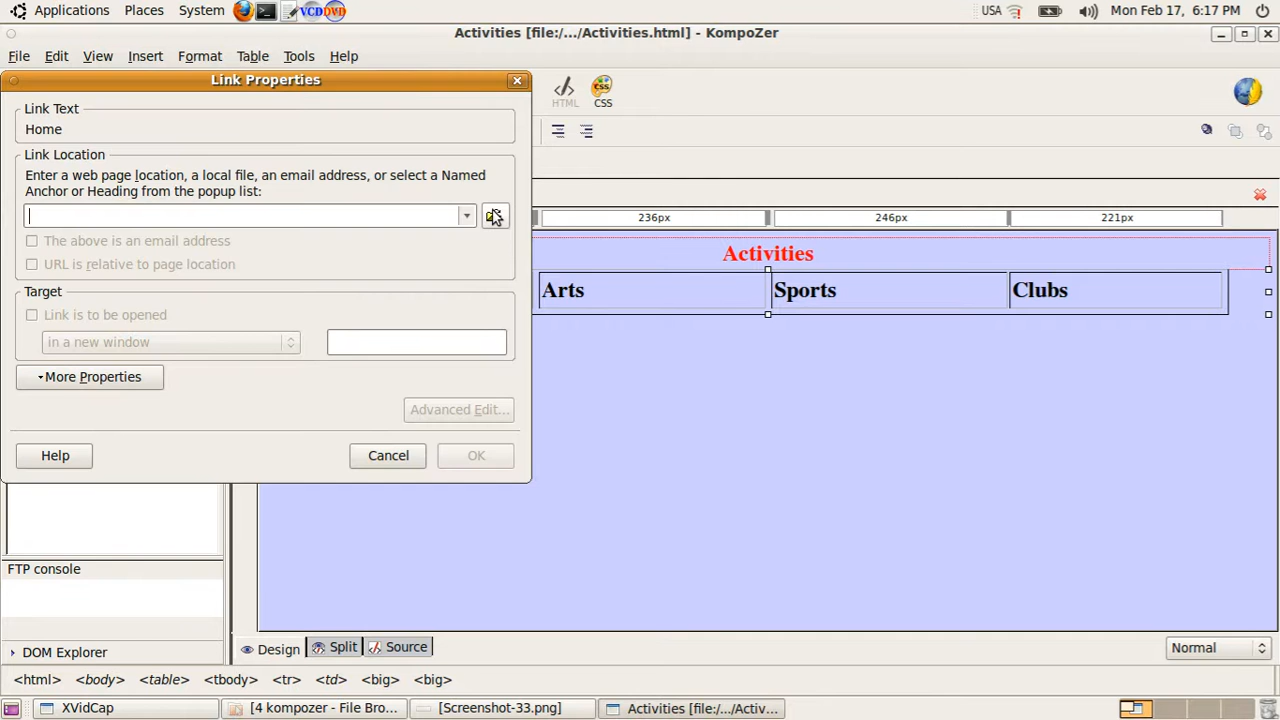 Applications Places System VCD DVD USA Mon Feb 17, 6:17 PM
Activities [file:/.../Activities.html] - KompoZer
File Edit View Insert Format Table Tools Help
Link Properties
HTML CSS
Link Text
Home
Link Location
Enter a web page location, a local file, an email address, or select a Named
Anchor or Heading from the popup list:
The above is an email address
URL is relative to page location
Target
Link is to be opened
in a new window
More Properties
Advanced Edit...
Help Cancel OK
236px 246px 221px
Activities
Arts Sports Clubs
FTP console
DOM Explorer
Design Split Source Normal
<html> <body> <table> <tbody> <tr> <td> <big> <big>
XVidCap [4 kompozer - File Bro... [Screenshot-33.png] Activities [file:/.../Activ...